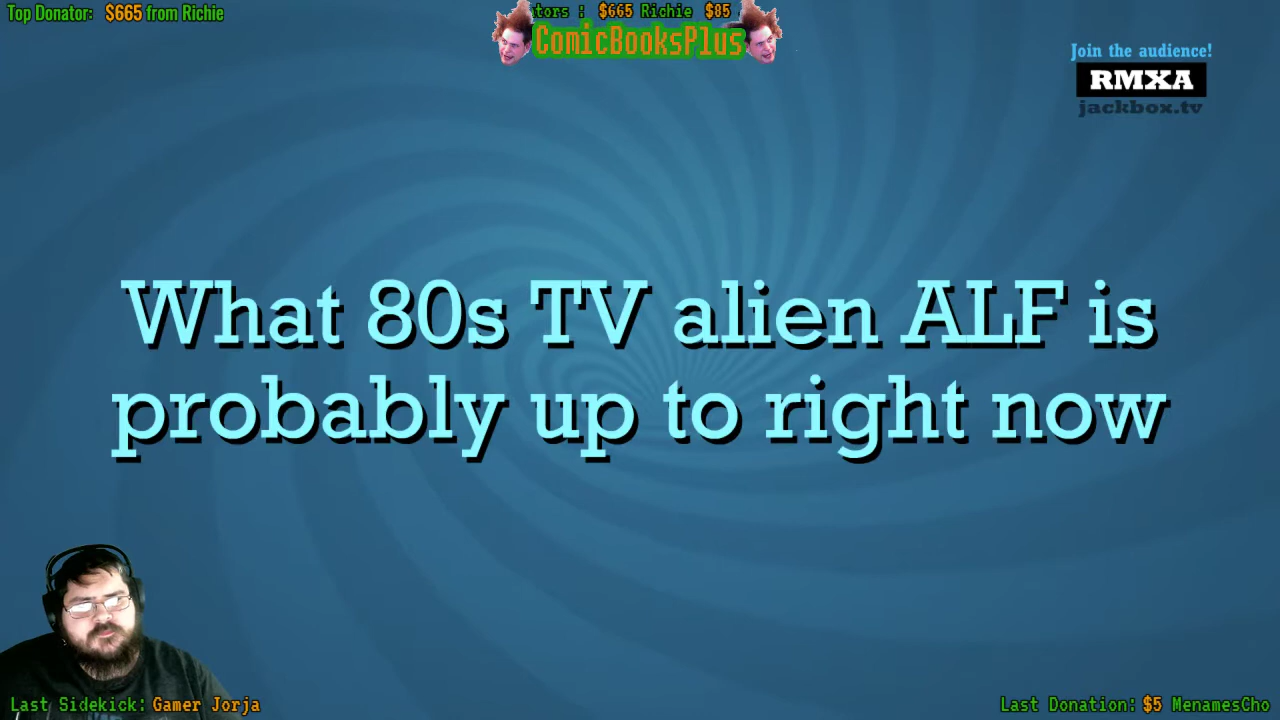 Top Donator: $665 from Richie
tors : $665 Richie $85
ComicBooksPlus
Join the audience!
RMXA
jackbox.tv
What 80s TV alien ALF is
probably up to right now
Last Sidekick: Gamer Jorja
Last Donation: $5 MenamesCho